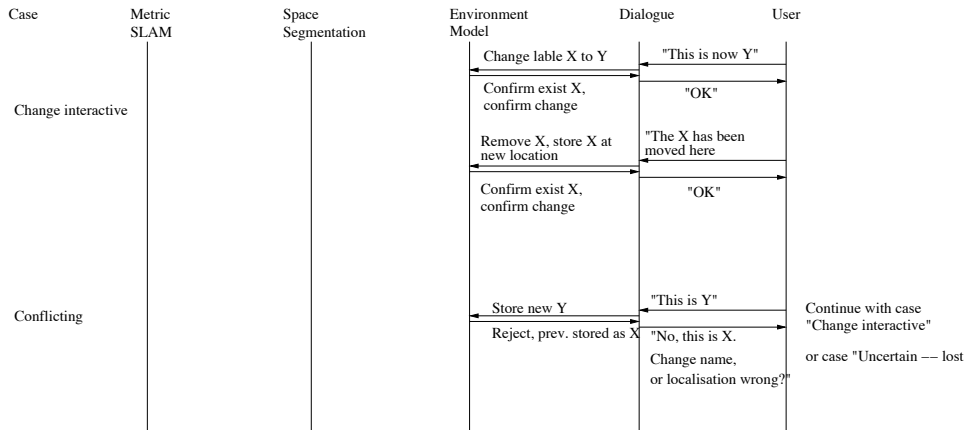 Case
Metric
SLAM
Space
Segmentation
Environment
Model
Dialogue
User
Change lable X to Y
"This is now Y"
Confirm exist X,
confirm change
"OK"
Change interactive
Remove X, store X at
new location
"The X has been
moved here
Confirm exist X,
confirm change
"OK"
Conflicting
Store new Y
"This is Y"
Reject, prev. stored as X
"No, this is X.
Change name,
or localisation wrong?"
Continue with case
"Change interactive"
or case "Uncertain –– lost